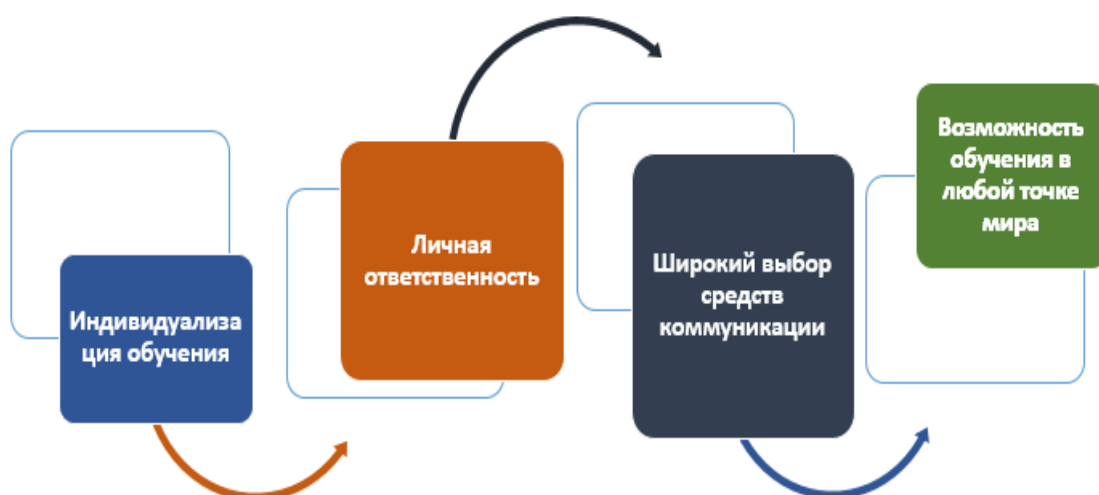 Индивидуализа
ция обучения
Личная
ответственность
Широкий выбор
средств
коммуникации
Возможность
обучения в
любой точке
мира